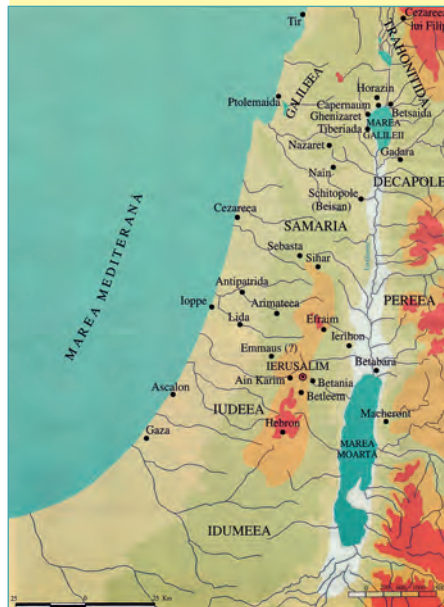 Tir
Cezareea
lui Filip
TRAHONITIDA
GALILEEA
Ptolemaida
Horazin
Capernaum
Ghenizaret
Tiberiada
Betsaida
MAREA
GALILEII
Nazaret
Gadara
Nain
DECAPOLE
Schitopole
(Beisan)
Cezareea
SAMARIA
Sebasta
Sihar
MAREA MEDITERANĂ
Antipatrida
Ioppe
Arimateea
PEREEA
Lida
Efraim
Ierihon
Emmaus (?)
Betabara
IERUSALIM
Ain Karim
Betania
Betleem
Ascalon
IUDEEA
Macheront
Hebron
Gaza
MAREA
MOARTĂ
IDUMEEA
25 0 25 Km